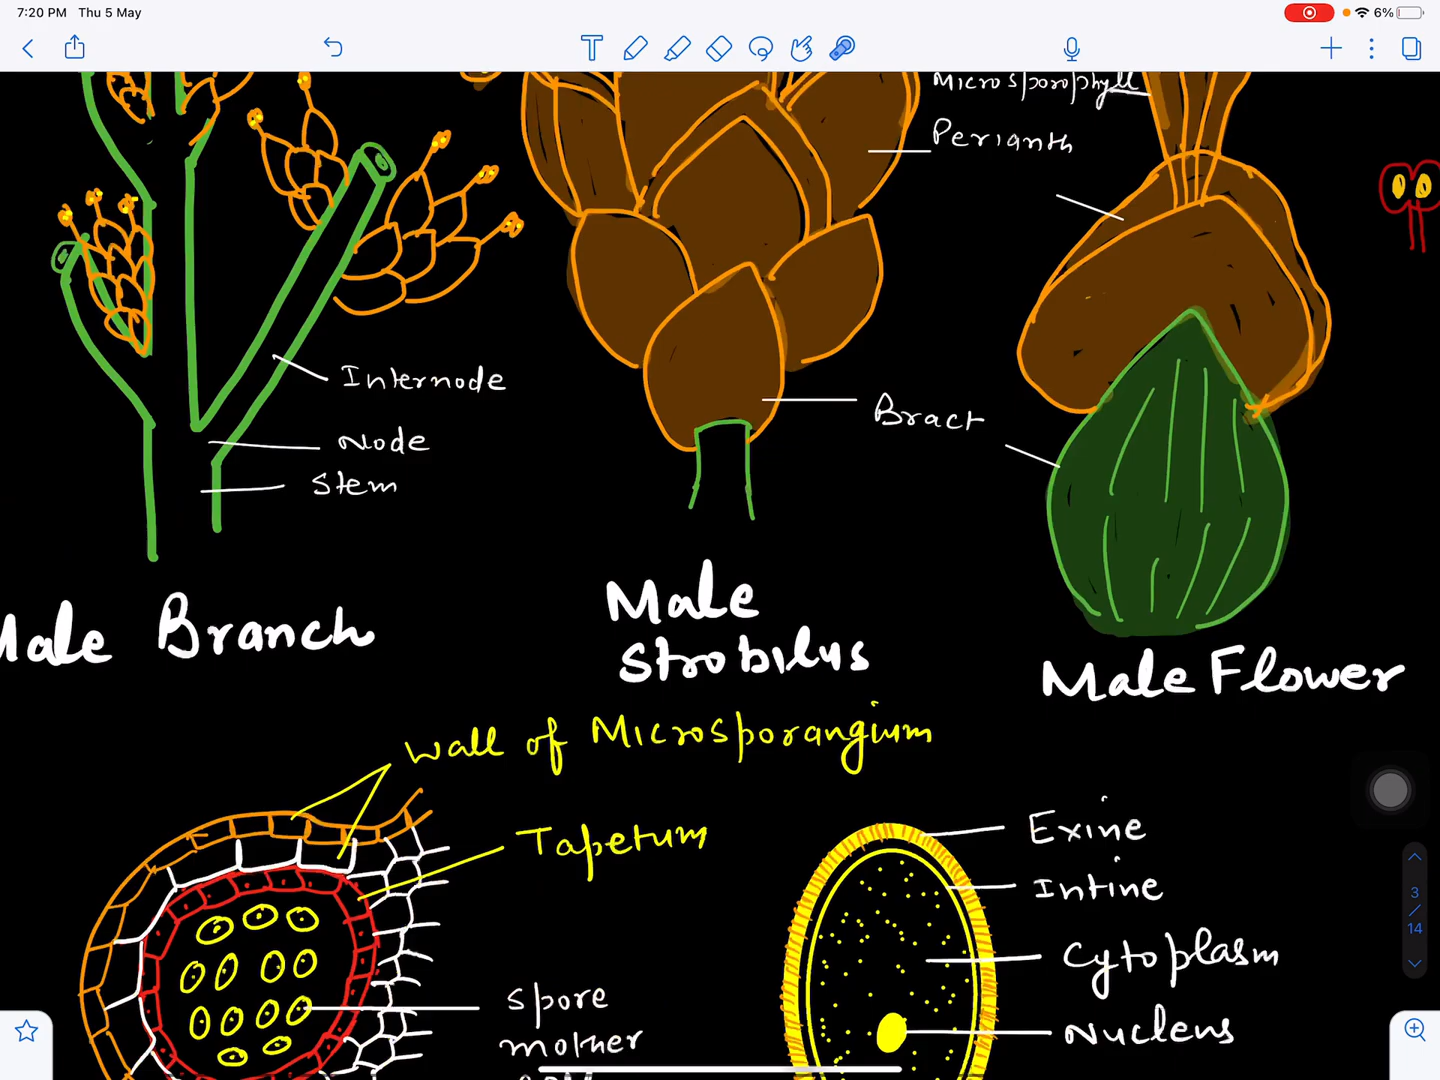 7:20 PM Thu 5 May
6%
Microsporophyll
Perianth
Internode
Node
Stem
Bract
Male Branch
Male
Strobilus
Male Flower
Wall of Microsporangium
Tapetum
Spore
mother
Exine
Intine
Cytoplasm
Nucleus
3
/
14